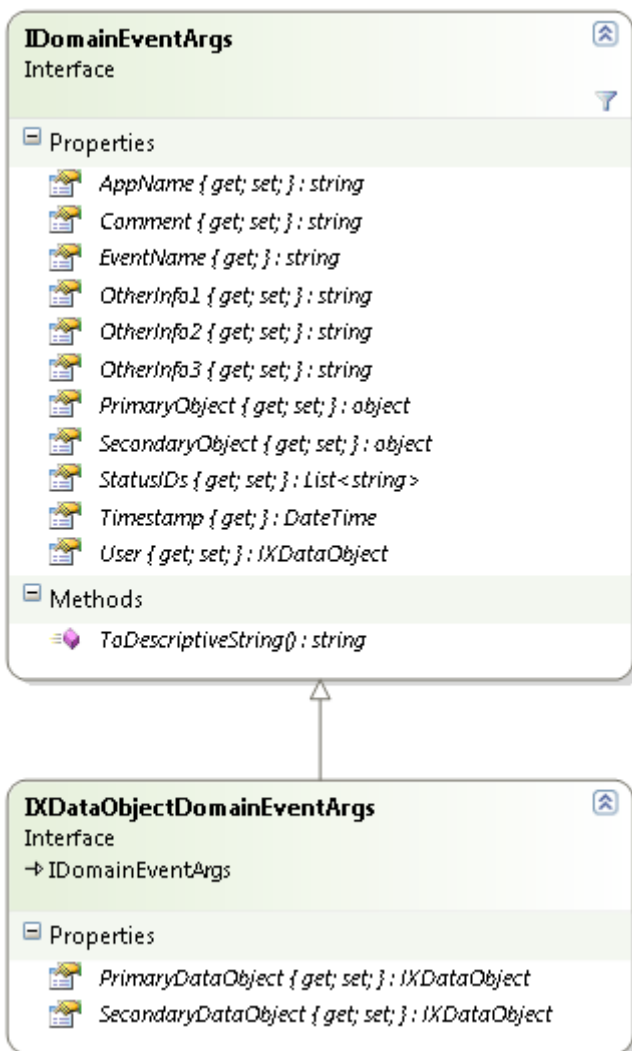 IDomainEventArgs
Interface
Properties
AppName { get; set; } : string
Comment { get; set; } : string
EventName { get; } : string
OtherInfo1 { get; set; } : string
OtherInfo2 { get; set; } : string
OtherInfo3 { get; set; } : string
PrimaryObject { get; set; } : object
SecondaryObject { get; set; } : object
StatusIDs { get; set; } : List<string>
Timestamp { get; } : DateTime
User { get; set; } : IXDataObject
Methods
ToDescriptiveString() : string
IXDataObjectDomainEventArgs
Interface
IDomainEventArgs
Properties
PrimaryDataObject { get; set; } : IXDataObject
SecondaryDataObject { get; set; } : IXDataObject